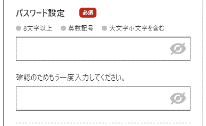 パスワード設定 必須
8文字以上 英数記号 大文字小文字を含む
確認のためもう一度入力してください。